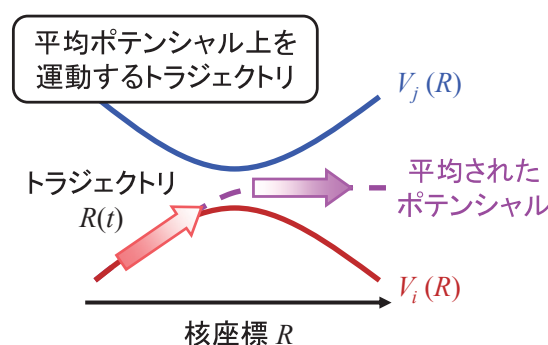 平均ポテンシャル上を
運動するトラジェクトリ
V_j (R)
トラジェクトリ
R(t)
平均された
ポテンシャル
V_i (R)
核座標 R